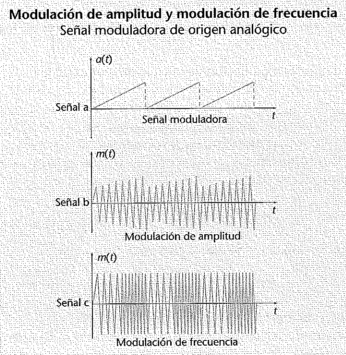 Modulación de amplitud y modulación de frecuencia
Señal moduladora de origen analógico
a(t)
Señal a
Señal moduladora
t
m(t)
Señal b
t
Modulación de amplitud
m(t)
Señal c
t
Modulación de frecuencia